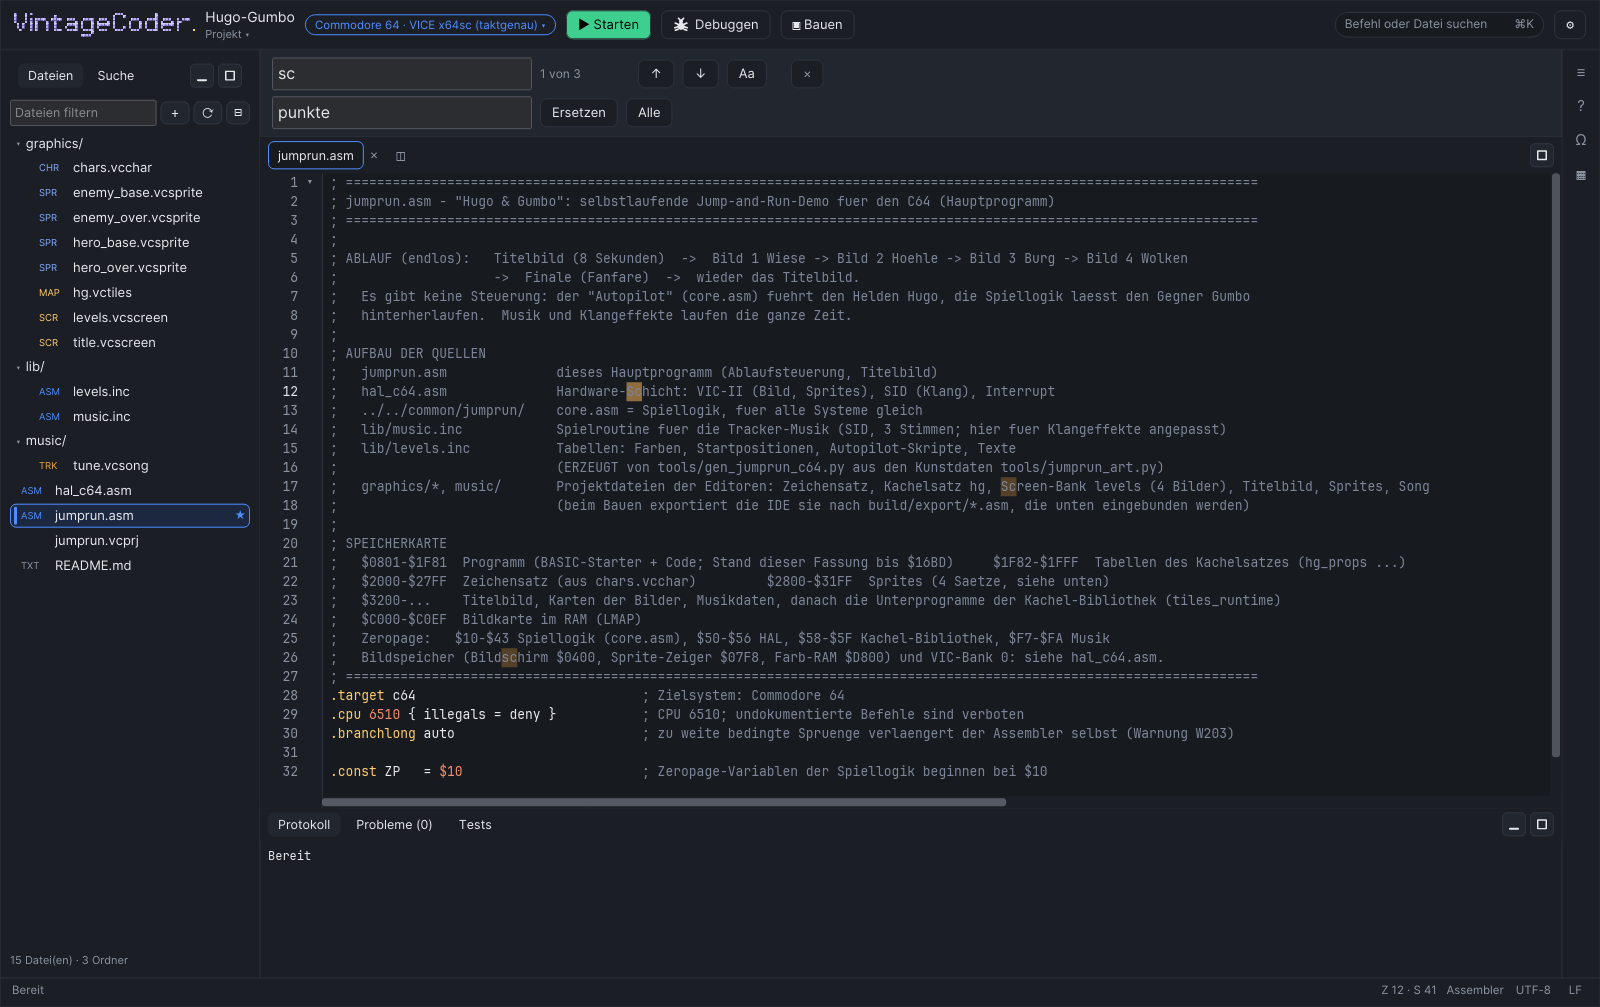 VintageCoder.
Hugo-Gumbo
Projekt
Commodore 64 · VICE x64sc (taktgenau)
Starten
Debuggen
Bauen
Befehl oder Datei suchen ⌘K
Dateien Suche
Dateien filtern
+
graphics/
CHR chars.vcchar
SPR enemy_base.vcsprite
SPR enemy_over.vcsprite
SPR hero_base.vcsprite
SPR hero_over.vcsprite
MAP hg.vctiles
SCR levels.vcscreen
SCR title.vcscreen
lib/
ASM levels.inc
ASM music.inc
music/
TRK tune.vcsong
ASM hal_c64.asm
ASM jumprun.asm ★
jumprun.vcprj
TXT README.md
15 Datei(en) · 3 Ordner
sc
1 von 3
↑ ↓ Aa ×
punkte
Ersetzen Alle
jumprun.asm ×
1 ; =====================================================================================================================
2 ; jumprun.asm - "Hugo & Gumbo": selbstlaufende Jump-and-Run-Demo fuer den C64 (Hauptprogramm)
3 ; =====================================================================================================================
4 ;
5 ; ABLAUF (endlos):   Titelbild (8 Sekunden)  ->  Bild 1 Wiese -> Bild 2 Hoehle -> Bild 3 Burg -> Bild 4 Wolken
6 ;                    ->  Finale (Fanfare)  ->  wieder das Titelbild.
7 ;   Es gibt keine Steuerung: der "Autopilot" (core.asm) fuehrt den Helden Hugo, die Spiellogik laesst den Gegner Gumbo
8 ;   hinterherlaufen.  Musik und Klangeffekte laufen die ganze Zeit.
9 ;
10 ; AUFBAU DER QUELLEN
11 ;   jumprun.asm              dieses Hauptprogramm (Ablaufsteuerung, Titelbild)
12 ;   hal_c64.asm              Hardware-Schicht: VIC-II (Bild, Sprites), SID (Klang), Interrupt
13 ;   ../../common/jumprun/    core.asm = Spiellogik, fuer alle Systeme gleich
14 ;   lib/music.inc            Spielroutine fuer die Tracker-Musik (SID, 3 Stimmen; hier fuer Klangeffekte angepasst)
15 ;   lib/levels.inc           Tabellen: Farben, Startpositionen, Autopilot-Skripte, Texte
16 ;                            (ERZEUGT von tools/gen_jumprun_c64.py aus den Kunstdaten tools/jumprun_art.py)
17 ;   graphics/*, music/       Projektdateien der Editoren: Zeichensatz, Kachelsatz hg, Screen-Bank levels (4 Bilder), Titelbild, Sprites, Song
18 ;                            (beim Bauen exportiert die IDE sie nach build/export/*.asm, die unten eingebunden werden)
19 ;
20 ; SPEICHERKARTE
21 ;   $0801-$1F81  Programm (BASIC-Starter + Code; Stand dieser Fassung bis $16BD)     $1F82-$1FFF  Tabellen des Kachelsatzes (hg_props ...)
22 ;   $2000-$27FF  Zeichensatz (aus chars.vcchar)         $2800-$31FF  Sprites (4 Saetze, siehe unten)
23 ;   $3200-...    Titelbild, Karten der Bilder, Musikdaten, danach die Unterprogramme der Kachel-Bibliothek (tiles_runtime)
24 ;   $C000-$C0EF  Bildkarte im RAM (LMAP)
25 ;   Zeropage:   $10-$43 Spiellogik (core.asm), $50-$56 HAL, $58-$5F Kachel-Bibliothek, $F7-$FA Musik
26 ;   Bildspeicher (Bildschirm $0400, Sprite-Zeiger $07F8, Farb-RAM $D800) und VIC-Bank 0: siehe hal_c64.asm.
27 ; =====================================================================================================================
28 .target c64                             ; Zielsystem: Commodore 64
29 .cpu 6510 { illegals = deny }           ; CPU 6510; undokumentierte Befehle sind verboten
30 .branchlong auto                        ; zu weite bedingte Spruenge verlaengert der Assembler selbst (Warnung W203)
31
32 .const ZP   = $10                       ; Zeropage-Variablen der Spiellogik beginnen bei $10
Protokoll Probleme (0) Tests
Bereit
Bereit
Z 12 · S 41 Assembler UTF-8 LF